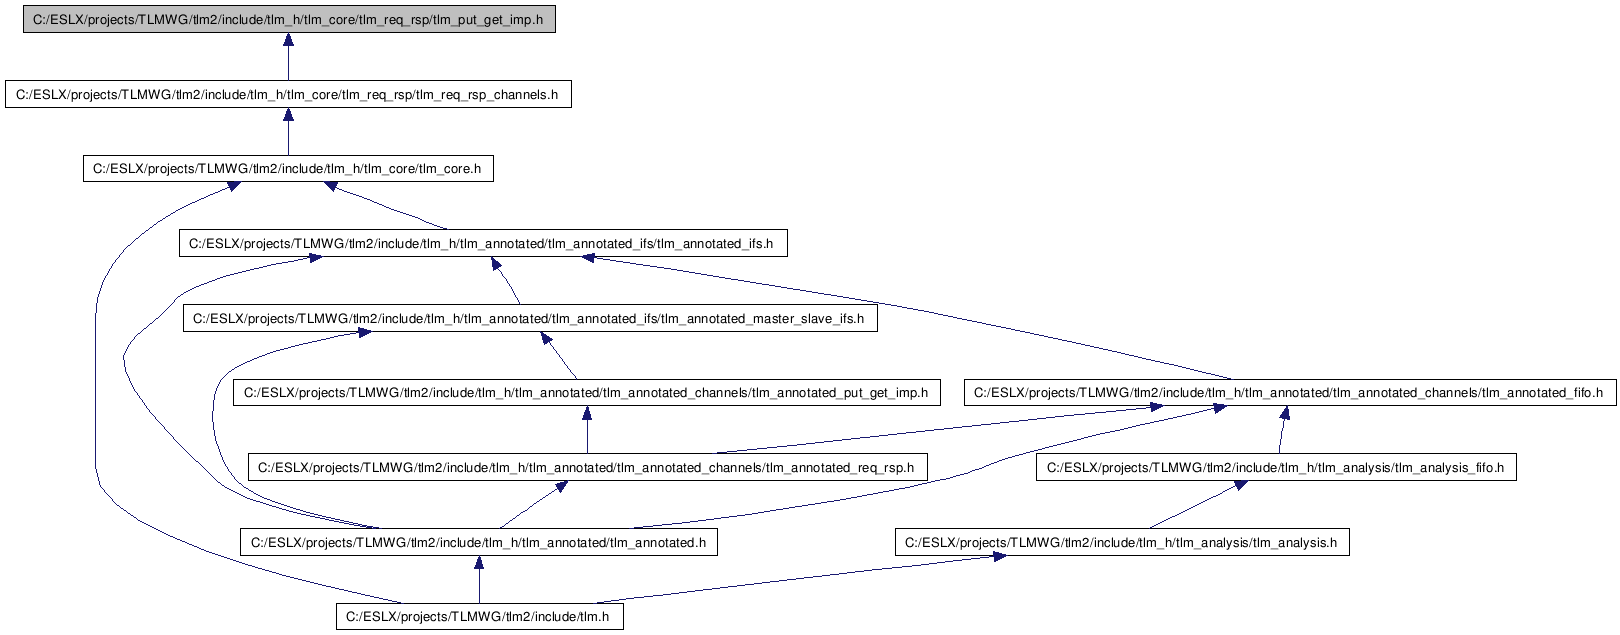 C:/ESLX/projects/TLMWG/tlm2/include/tlm_h/tlm_core/tlm_req_rsp/tlm_put_get_imp.h
C:/ESLX/projects/TLMWG/tlm2/include/tlm_h/tlm_core/tlm_req_rsp/tlm_req_rsp_channels.h
C:/ESLX/projects/TLMWG/tlm2/include/tlm_h/tlm_core/tlm_core.h
C:/ESLX/projects/TLMWG/tlm2/include/tlm_h/tlm_annotated/tlm_annotated_ifs/tlm_annotated_ifs.h
C:/ESLX/projects/TLMWG/tlm2/include/tlm_h/tlm_annotated/tlm_annotated_ifs/tlm_annotated_master_slave_ifs.h
C:/ESLX/projects/TLMWG/tlm2/include/tlm_h/tlm_annotated/tlm_annotated_channels/tlm_annotated_put_get_imp.h
C:/ESLX/projects/TLMWG/tlm2/include/tlm_h/tlm_annotated/tlm_annotated_channels/tlm_annotated_fifo.h
C:/ESLX/projects/TLMWG/tlm2/include/tlm_h/tlm_annotated/tlm_annotated_channels/tlm_annotated_req_rsp.h
C:/ESLX/projects/TLMWG/tlm2/include/tlm_h/tlm_analysis/tlm_analysis_fifo.h
C:/ESLX/projects/TLMWG/tlm2/include/tlm_h/tlm_annotated/tlm_annotated.h
C:/ESLX/projects/TLMWG/tlm2/include/tlm_h/tlm_analysis/tlm_analysis.h
C:/ESLX/projects/TLMWG/tlm2/include/tlm.h